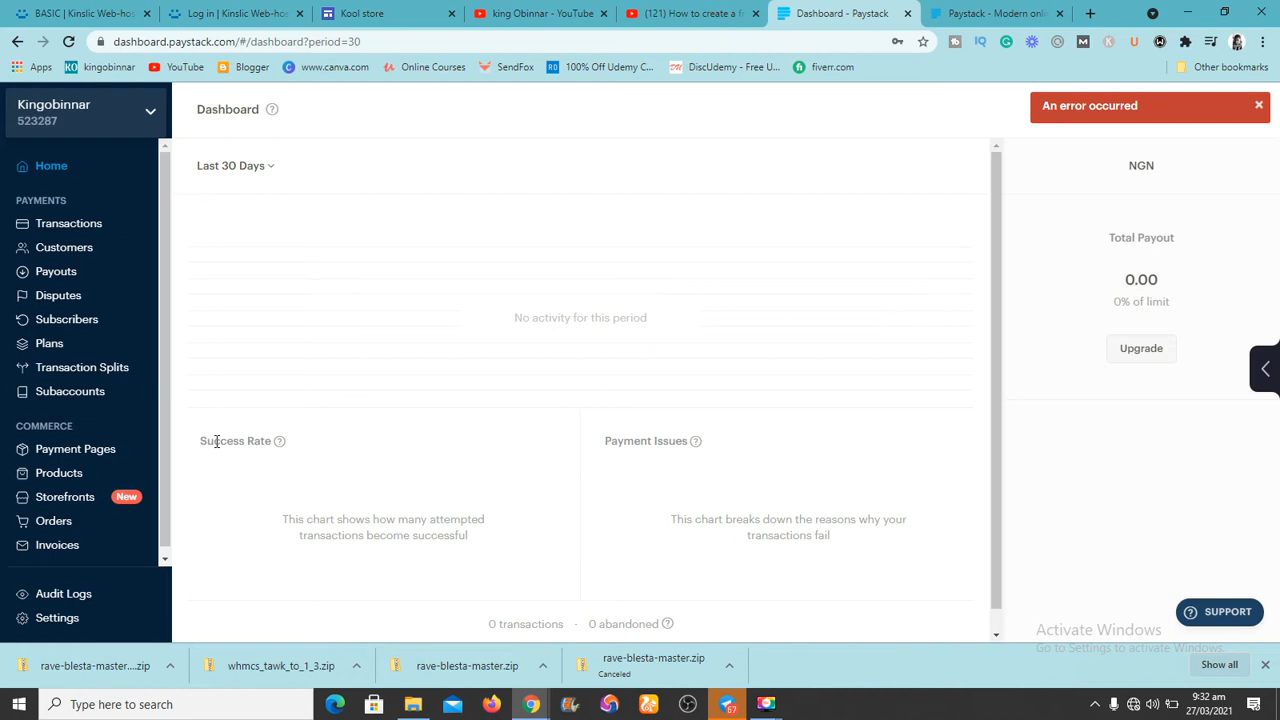 BASIC | Kinslic Web-hos
Log in | Kinslic Web-hos
Kool store
king Obinnar - YouTube
(121) How to create a f
Dashboard - Paystack
Paystack - Modern onli
dashboard.paystack.com/#/dashboard?period=30
Apps
kingobinnar
YouTube
Blogger
www.canva.com
Online Courses
SendFox
100% Off Udemy C...
DiscUdemy - Free U...
fiverr.com
Other bookmarks
Kingobinnar
523287
Dashboard
An error occurred
Home
Last 30 Days
NGN
PAYMENTS
Transactions
Customers
Payouts
Disputes
Subscribers
Plans
Transaction Splits
Subaccounts
Total Payout
0.00
0% of limit
Upgrade
No activity for this period
COMMERCE
Payment Pages
Products
Storefronts New
Orders
Invoices
Audit Logs
Settings
Success Rate
This chart shows how many attempted
transactions become successful
Payment Issues
This chart breaks down the reasons why your
transactions fail
0 transactions · 0 abandoned
SUPPORT
Activate Windows
Go to Settings to activate Windows.
rave-blesta-master....zip
whmcs_tawk_to_1_3.zip
rave-blesta-master.zip
rave-blesta-master.zip
Canceled
Show all
Type here to search
67
9:32 am
27/03/2021